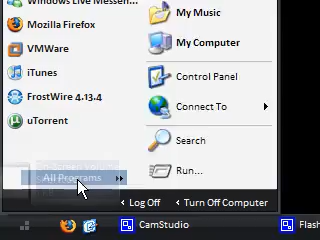 Windows Live Messen...
Mozilla Firefox
VMWare
iTunes
FrostWire 4.13.4
uTorrent
All Programs
My Music
My Computer
Control Panel
Connect To
Search
Run...
Log Off
Turn Off Computer
CamStudio
Flash